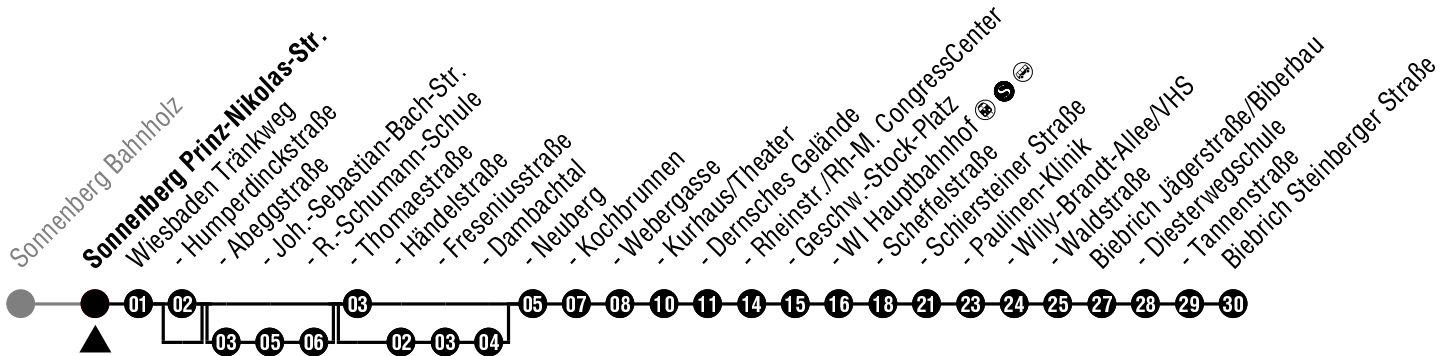 Sonnenberg Bahnholz
Sonnenberg Prinz-Nikolas-Str.
Wiesbaden Tränkweg
- Humperdinckstraße
- Abeggstraße
- Joh.-Sebastian-Bach-Str.
- R.-Schumann-Schule
- Thomaestraße
- Händelstraße
- Freseniusstraße
- Dambachtal
- Neuberg
- Kochbrunnen
- Webergasse
- Kurhaus/Theater
- Dernsches Gelände
- Rheinstr./Rh-M. CongressCenter
- Geschw.-Stock-Platz
- WI Hauptbahnhof S
- Scheffelstraße
- Schiersteiner Straße
- Paulinen-Klinik
- Willy-Brandt-Allee/VHS
- Waldstraße
Biebrich Jägerstraße/Biberbau
- Diesterwegschule
- Tannenstraße
Biebrich Steinberger Straße
01 02 03 05 07 08 10 11 14 15 16 18 21 23 24 25 27 28 29 30
03 05 06 02 03 04